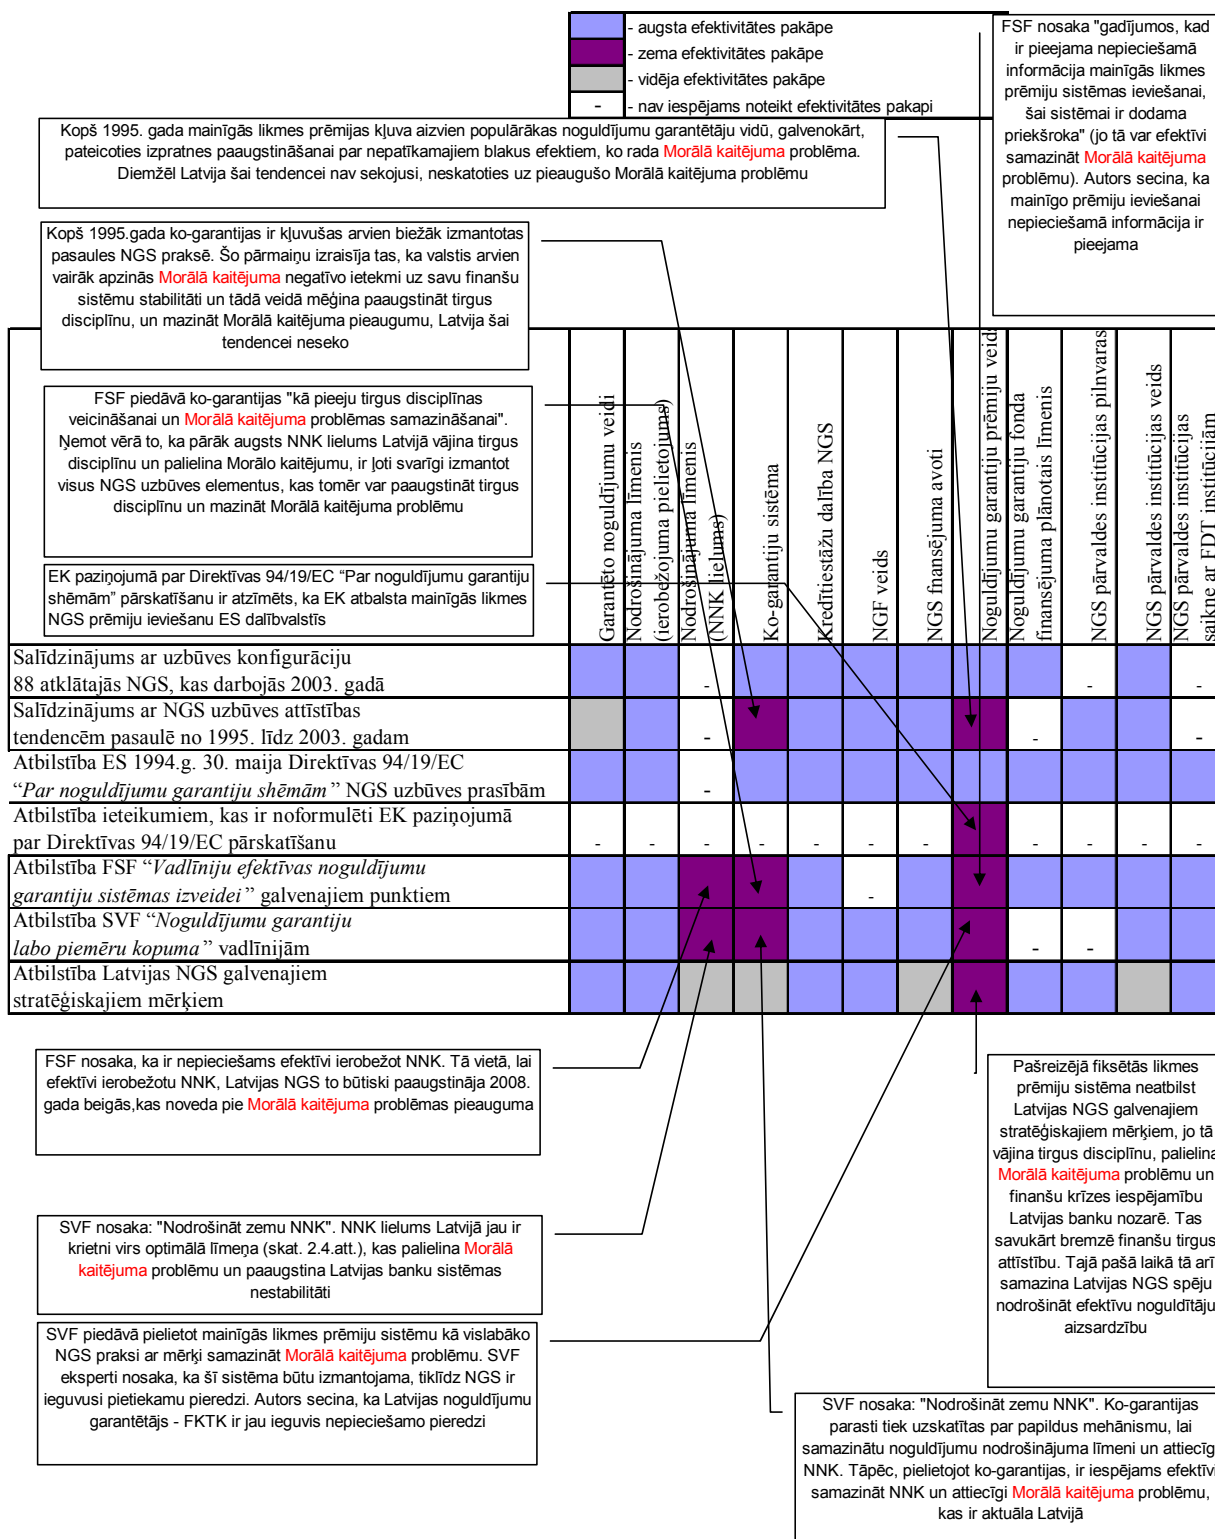 - augsta efektivitātes pakāpe
- zema efektivitātes pakāpe
- vidēja efektivitātes pakāpe
- - nav iespējams noteikt efektivitātes pakapi
FSF nosaka "gadījumos, kad
ir pieejama nepieciešamā
informācija mainīgās likmes
prēmiju sistēmas ieviešanai,
šai sistēmai ir dodama
priekšroka" (jo tā var efektīvi
samazināt Morālā kaitējuma
problēmu). Autors secina, ka
mainīgo prēmiju ieviešanai
nepieciešamā informācija ir
pieejama
Kopš 1995. gada mainīgās likmes prēmijas kļuva aizvien populārākas noguldījumu garantētāju vidū, galvenokārt,
pateicoties izpratnes paaugstināšanai par nepatīkamajiem blakus efektiem, ko rada Morālā kaitējuma problēma.
Diemžēl Latvija šai tendencei nav sekojusi, neskatoties uz pieaugušo Morālā kaitējuma problēmu
Kopš 1995.gada ko-garantijas ir kļuvušas arvien biežāk izmantotas
pasaules NGS praksē. Šo pārmaiņu izraisīja tas, ka valstis arvien
vairāk apzinās Morālā kaitējuma negatīvo ietekmi uz savu finanšu
sistēmu stabilitāti un tādā veidā mēģina paaugstināt tirgus
disciplīnu, un mazināt Morālā kaitējuma pieaugumu, Latvija šai
tendencei neseko
FSF piedāvā ko-garantijas "kā pieeju tirgus disciplīnas
veicināšanai un Morālā kaitējuma problēmas samazināšanai".
Ņemot vērā to, ka pārāk augsts NNK lielums Latvijā vājina tirgus
disciplīnu un palielina Morālo kaitējumu, ir ļoti svarīgi izmantot
visus NGS uzbūves elementus, kas tomēr var paaugstināt tirgus
disciplīnu un mazināt Morālā kaitējuma problēmu
EK paziņojumā par Direktīvas 94/19/EC “Par noguldījumu garantiju
shēmām” pārskatīšanu ir atzīmēts, ka EK atbalsta mainīgās likmes
NGS prēmiju ieviešanu ES dalībvalstīs
Garantēto noguldījumu veidi
Nodrošinājuma līmenis
(ierobežojuma pielietojums)
Nodrošinājuma līmenis
(NNK lielums)
Ko-garantiju sistēma
Kredītiestāžu dalība NGS
NGF veids
NGS fnansējuma avoti
Noguldījumu garantiju prēmiju veids
Noguldījumu garantiju fonda
finansējuma plānotais līmenis
NGS pārvaldes institūcijas pilnvaras
NGS pārvaldes institūcijas veids
NGS pārvaldes institūcijas
saikne ar FDT institūcijām
Salīdzinājums ar uzbūves konfigurāciju
88 atklātajās NGS, kas darbojās 2003. gadā
- - -
Salīdzinājums ar NGS uzbūves attīstības
tendencēm pasaulē no 1995. līdz 2003. gadam
- - -
Atbilstība ES 1994.g. 30. maija Direktīvas 94/19/EC
“Par noguldījumu garantiju shēmām” NGS uzbūves prasībām
-
Atbilstība ieteikumiem, kas ir noformulēti EK paziņojumā
par Direktīvas 94/19/EC pārskatīšanu
- - - - - - - - - - -
Atbilstība FSF “Vadlīniju efektīvas noguldījumu
garantiju sistēmas izveidei” galvenajiem punktiem
-
Atbilstība SVF “Noguldījumu garantiju
labo piemēru kopuma” vadlīnijām
- -
Atbilstība Latvijas NGS galvenajiem
stratēģiskajiem mērķiem
FSF nosaka, ka ir nepieciešams efektīvi ierobežot NNK. Tā vietā, lai
efektīvi ierobežotu NNK, Latvijas NGS to būtiski paaugstināja 2008.
gada beigās,kas noveda pie Morālā kaitējuma problēmas pieauguma
SVF nosaka: "Nodrošināt zemu NNK". NNK lielums Latvijā jau ir
krietni virs optimālā līmeņa (skat. 2.4.att.), kas palielina Morālā
kaitējuma problēmu un paaugstina Latvijas banku sistēmas
nestabilitāti
SVF piedāvā pielietot mainīgās likmes prēmiju sistēmu kā vislabāko
NGS praksi ar mērķi samazināt Morālā kaitējuma problēmu. SVF
eksperti nosaka, ka šī sistēma būtu izmantojama, tiklīdz NGS ir
ieguvusi pietiekamu pieredzi. Autors secina, ka Latvijas noguldījumu
garantētājs - FKTK ir jau ieguvis nepieciešamo pieredzi
Pašreizējā fiksētās likmes
prēmiju sistēma neatbilst
Latvijas NGS galvenajiem
stratēģiskajiem mērķiem, jo tā
vājina tirgus disciplīnu, palielina
Morālā kaitējuma problēmu un
finanšu krīzes iespējamību
Latvijas banku nozarē. Tas
savukārt bremzē finanšu tirgus
attīstību. Tajā pašā laikā tā arī
samazina Latvijas NGS spēju
nodrošināt efektīvu noguldītāju
aizsardzību
SVF nosaka: "Nodrošināt zemu NNK". Ko-garantijas
parasti tiek uzskatītas par papildus mehānismu, lai
samazinātu noguldījumu nodrošinājuma līmeni un attiecīgi
NNK. Tāpēc, pielietojot ko-garantijas, ir iespējams efektīvi
samazināt NNK un attiecīgi Morālā kaitējuma problēmu,
kas ir aktuāla Latvijā